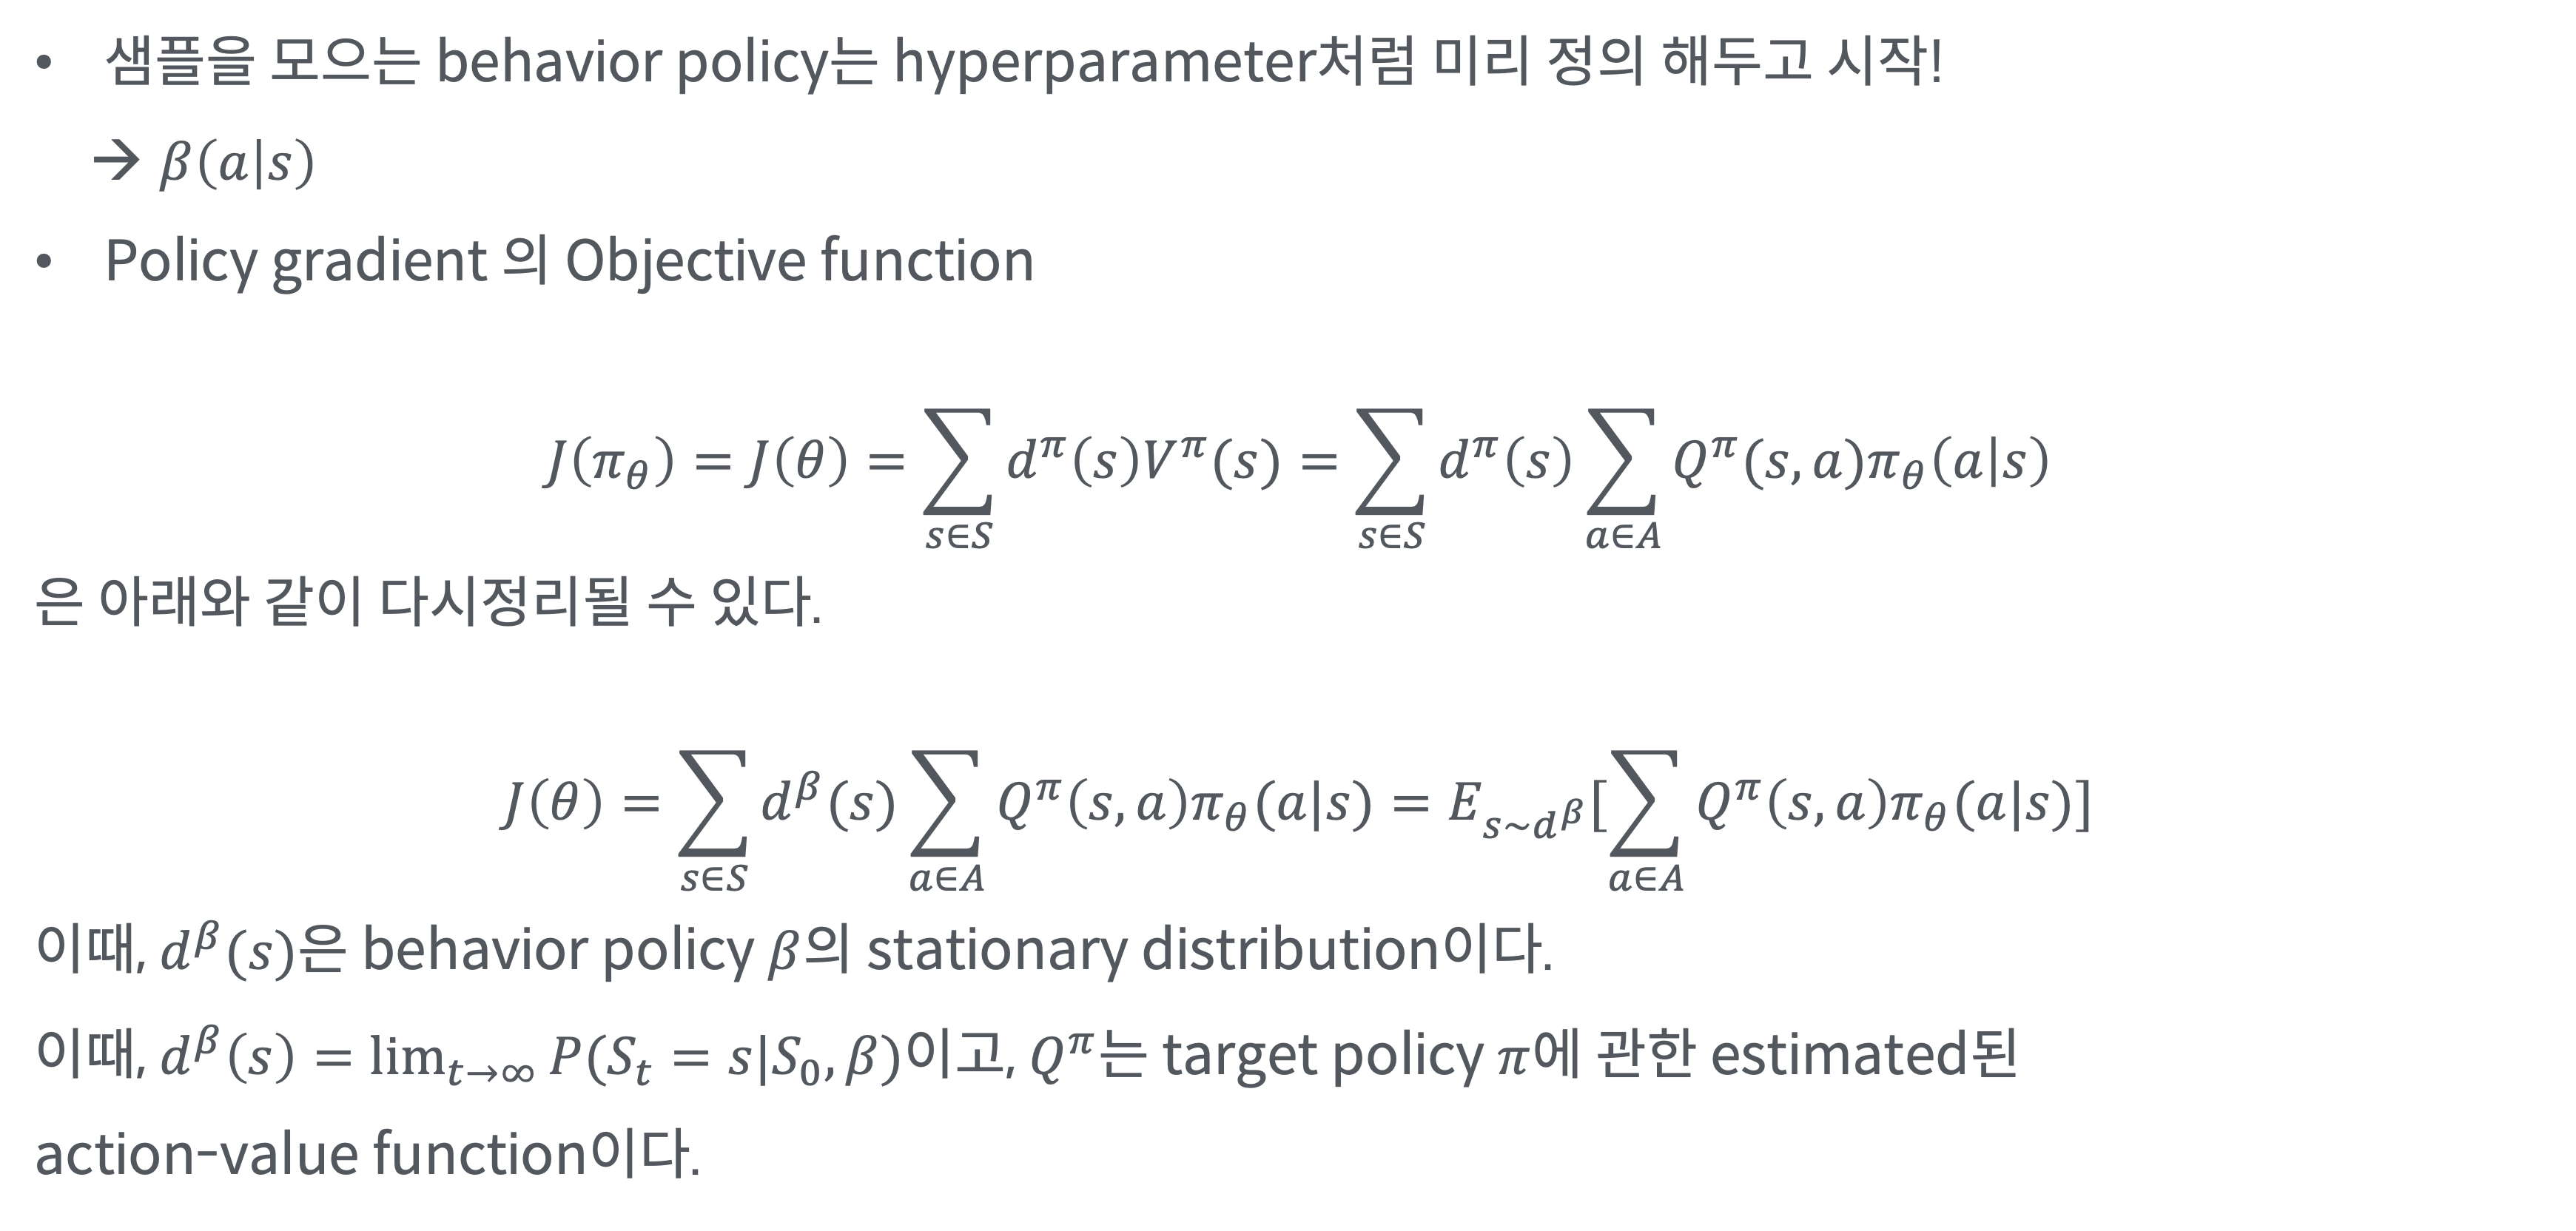 • 샘플을 모으는 behavior policy는 hyperparameter처럼 미리 정의 해두고 시작!
→ β(a|s)
• Policy gradient 의 Objective function
J(π_θ) = J(θ) = ∑_{s∈S} d^π(s)V^π(s) = ∑_{s∈S} d^π(s) ∑_{a∈A} Q^π(s, a)π_θ(a|s)
은 아래와 같이 다시정리될 수 있다.
J(θ) = ∑_{s∈S} d^β(s) ∑_{a∈A} Q^π(s, a)π_θ(a|s) = E_{s~d^β}[∑_{a∈A} Q^π(s, a)π_θ(a|s)]
이때, d^β(s)은 behavior policy β의 stationary distribution이다.
이때, d^β(s) = lim_{t→∞} P(S_t = s|S_0, β)이고, Q^π는 target policy π에 관한 estimated된
action-value function이다.